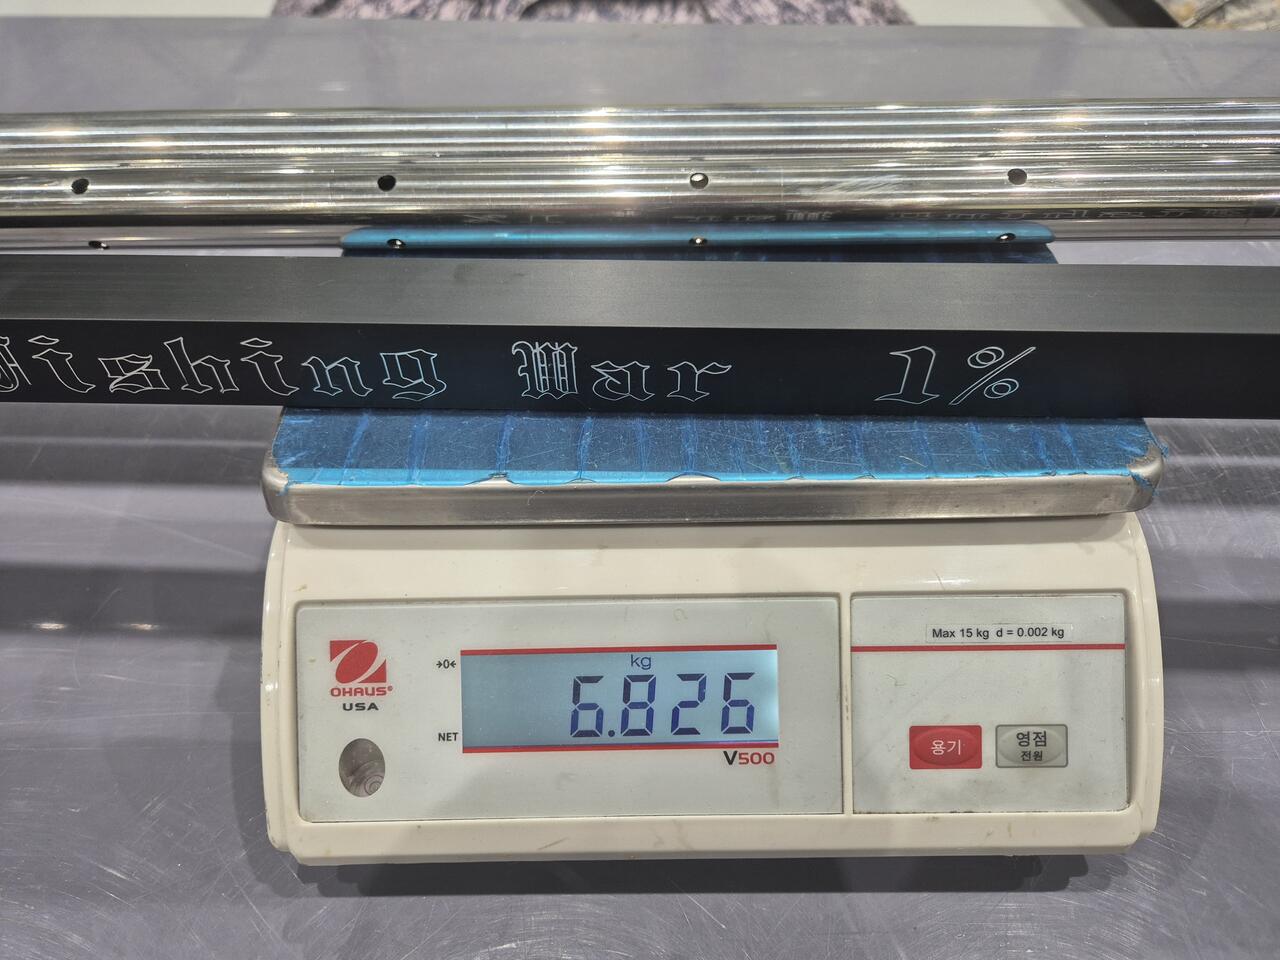 Fishing War 1%
Max 15 kg d = 0.002 kg
→0←
kg
OHAUS®
USA
6.826
NET
V500
용기
영점
전원